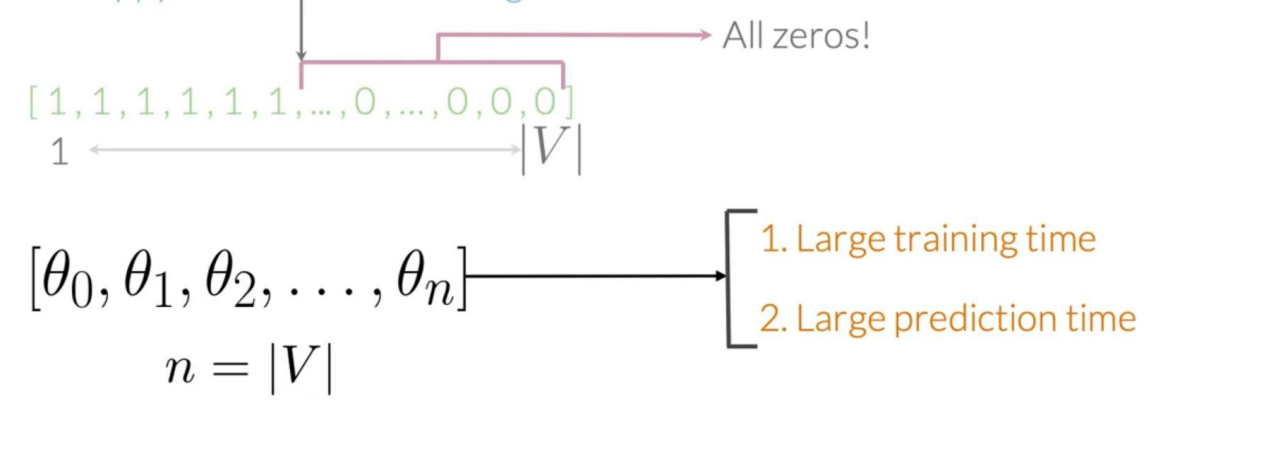 All zeros!
[ 1 , 1 , 1 , 1 , 1 , 1 , ... , 0 , ... , 0 , 0 , 0 ]
1 |V|
[θ₀, θ₁, θ₂, . . . , θₙ]
1. Large training time
2. Large prediction time
n = |V|